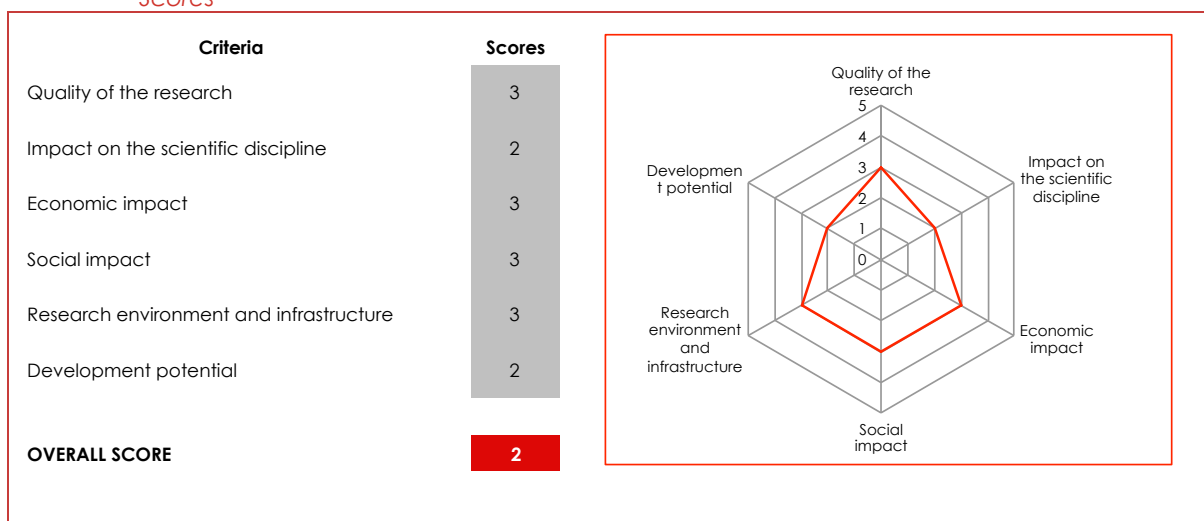 Scores
Criteria Scores
Quality of the research 3
Impact on the scientific discipline 2
Economic impact 3
Social impact 3
Research environment and infrastructure 3
Development potential 2
OVERALL SCORE 2
Quality of the
research
5
4
3
2
1
0
Impact on
the scientific
discipline
Economic
impact
Social
impact
Research
environment
and
infrastructure
Developmen
t potential